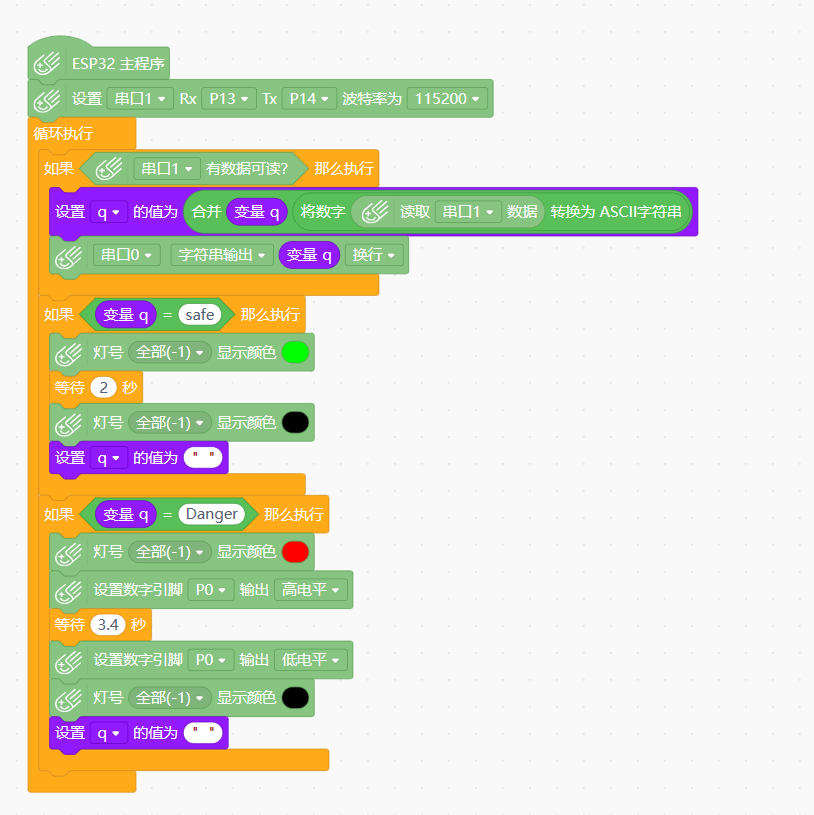 ESP32 主程序
设置 串口1 Rx P13 Tx P14 波特率为 115200
循环执行
如果 串口1 有数据可读? 那么执行
设置 q 的值为 合并 变量 q 将数字 读取 串口1 数据 转换为 ASCII字符串
串口0 字符串输出 变量 q 换行
如果 变量 q = safe 那么执行
灯号 全部(-1) 显示颜色
等待 2 秒
灯号 全部(-1) 显示颜色
设置 q 的值为 " "
如果 变量 q = Danger 那么执行
灯号 全部(-1) 显示颜色
设置数字引脚 P0 输出 高电平
等待 3.4 秒
设置数字引脚 P0 输出 低电平
灯号 全部(-1) 显示颜色
设置 q 的值为 " "